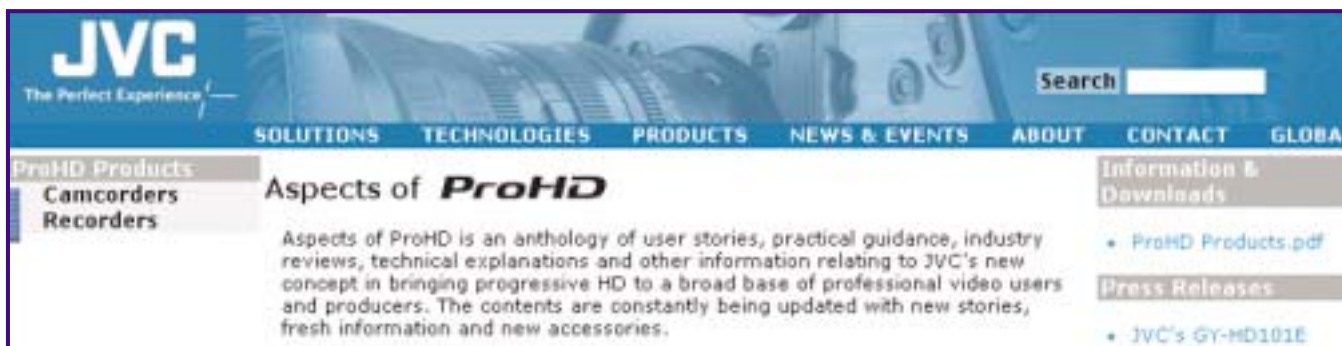 JVC
The Perfect Experience
Search
SOLUTIONS TECHNOLOGIES PRODUCTS NEWS & EVENTS ABOUT CONTACT GLOBA
ProHD Products
Camcorders
Recorders
Aspects of ProHD
Aspects of ProHD is an anthology of user stories, practical guidance, industry
reviews, technical explanations and other information relating to JVC's new
concept in bringing progressive HD to a broad base of professional video users
and producers. The contents are constantly being updated with new stories,
fresh information and new accessories.
Information &
Downloads
• ProHD Products.pdf
Press Releases
• JVC's GY-HD101E